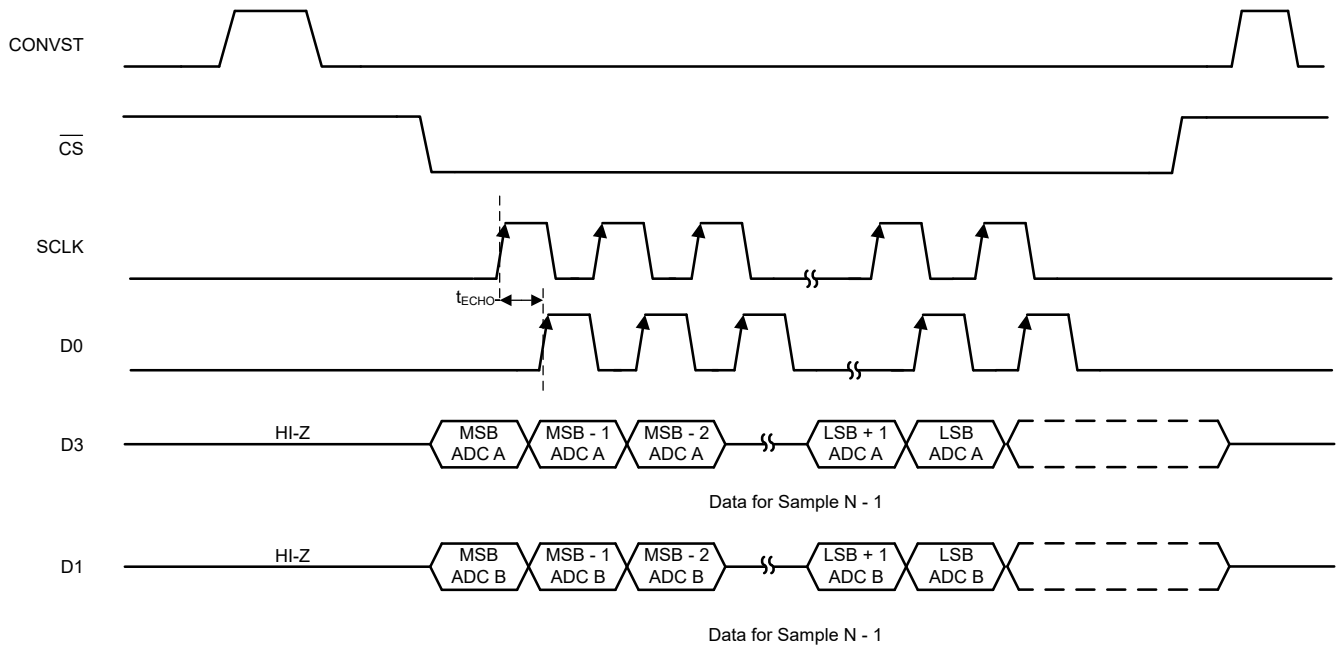 CONVST
CS
SCLK
tECHO
D0
D3
HI-Z
MSB
ADC A
MSB - 1
ADC A
MSB - 2
ADC A
LSB + 1
ADC A
LSB
ADC A
Data for Sample N - 1
D1
HI-Z
MSB
ADC B
MSB - 1
ADC B
MSB - 2
ADC B
LSB + 1
ADC B
LSB
ADC B
Data for Sample N - 1